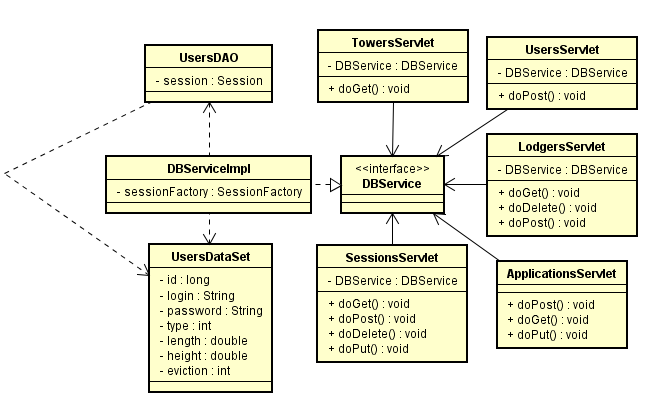 UsersDAO
- session : Session
TowersServlet
- DBService : DBService
+ doGet() : void
UsersServlet
- DBService : DBService
+ doPost() : void
DBServiceImpl
- sessionFactory : SessionFactory
<<interface>>
DBService
LodgersServlet
- DBService : DBService
+ doGet() : void
+ doDelete() : void
+ doPost() : void
UsersDataSet
- id : long
- login : String
- password : String
- type : int
- length : double
- height : double
- eviction : int
SessionsServlet
- DBService : DBService
+ doGet() : void
+ doPost() : void
+ doDelete() : void
+ doPut() : void
ApplicationsServlet
+ doPost() : void
+ doGet() : void
+ doPut() : void